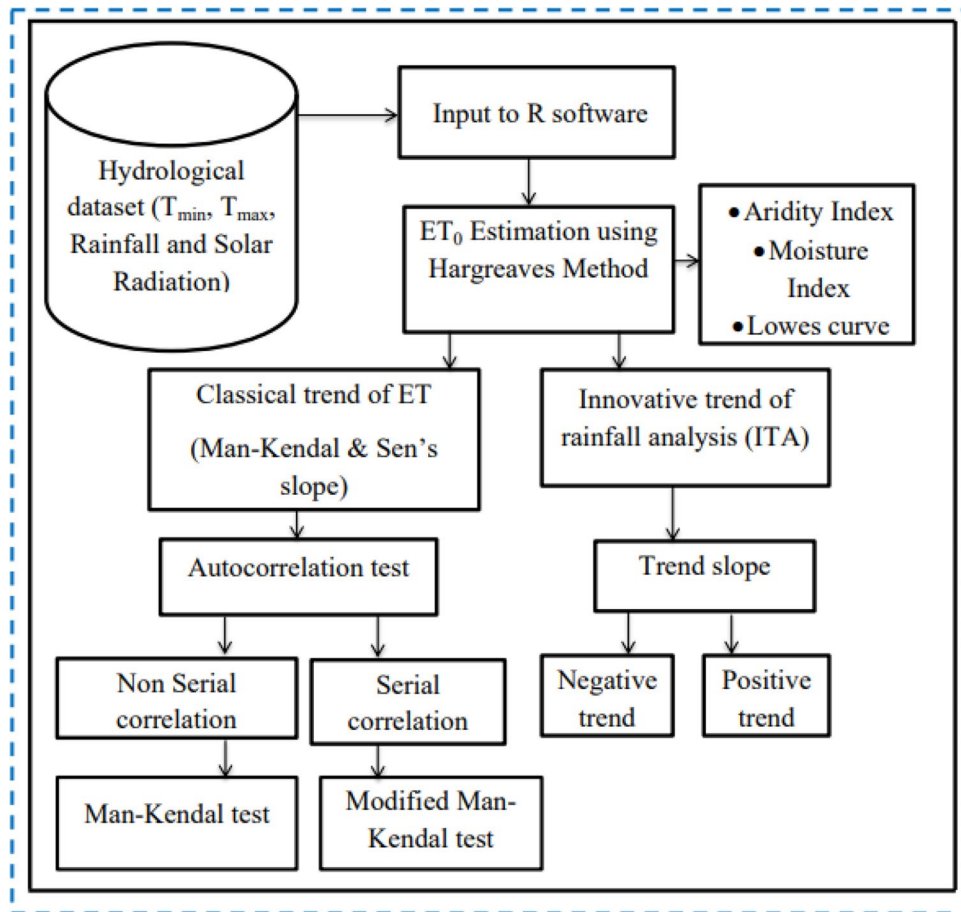 Hydrological
dataset (Tmin, Tmax,
Rainfall and Solar
Radiation)
Input to R software
ET0 Estimation using
Hargreaves Method
•Aridity Index
•Moisture
Index
•Lowes curve
Classical trend of ET
(Man-Kendal & Sen’s
slope)
Innovative trend of
rainfall analysis (ITA)
Autocorrelation test
Trend slope
Non Serial
correlation
Serial
correlation
Negative
trend
Positive
trend
Man-Kendal test
Modified Man-
Kendal test